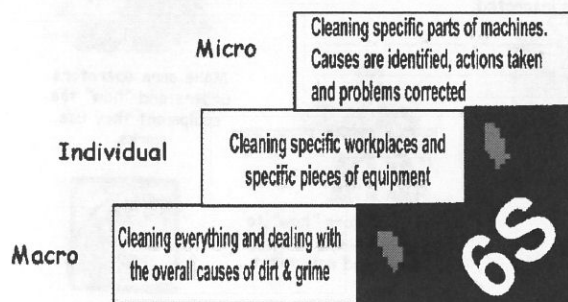 Cleaning specific parts of machines.
Micro
Causes are identified, actions taken
and problems corrected
Individual
Cleaning specific workplaces and
specific pieces of equipment
Macro
Cleaning everything and dealing with
the overall causes of dirt & grime
6S